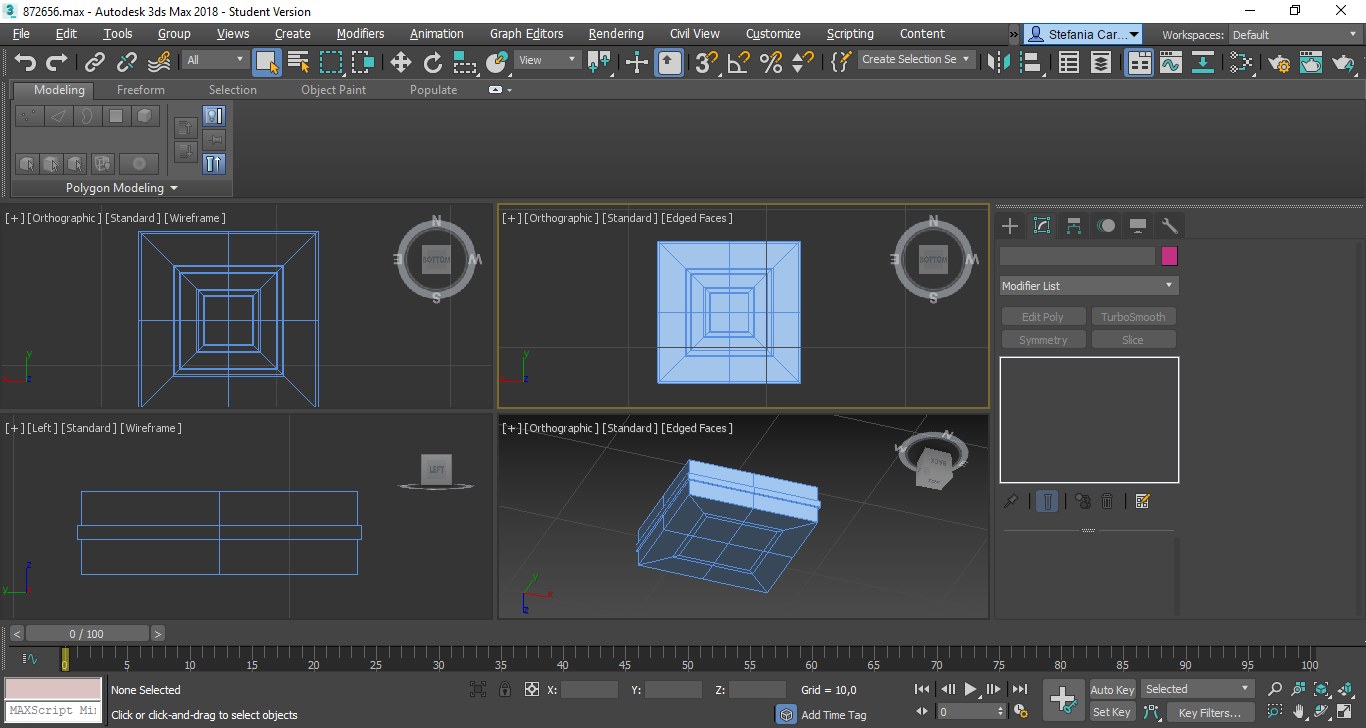 3 872656.max - Autodesk 3ds Max 2018 - Student Version
File Edit Tools Group Views Create Modifiers Animation Graph Editors Rendering Civil View Customize Scripting Content » Stefania Car... Workspaces: Default
All View 3 % Create Selection Se
Modeling Freeform Selection Object Paint Populate
Polygon Modeling
[+] [Orthographic] [Standard] [Wireframe]
N W S E
BOTTOM
y x z
[+] [Orthographic] [Standard] [Edged Faces]
N W S E
BOTTOM
y x z
Modifier List
Edit Poly TurboSmooth
Symmetry Slice
[+] [Left] [Standard] [Wireframe]
LEFT
z y x
[+] [Orthographic] [Standard] [Edged Faces]
N W E
BACK
y x z
< 0 / 100 >
0 5 10 15 20 25 30 35 40 45 50 55 60 65 70 75 80 85 90 95 100
None Selected X: Y: Z: Grid = 10,0 Auto Key Selected
MAXScript Mi Click or click-and-drag to select objects Add Time Tag 0 Set Key Key Filters...